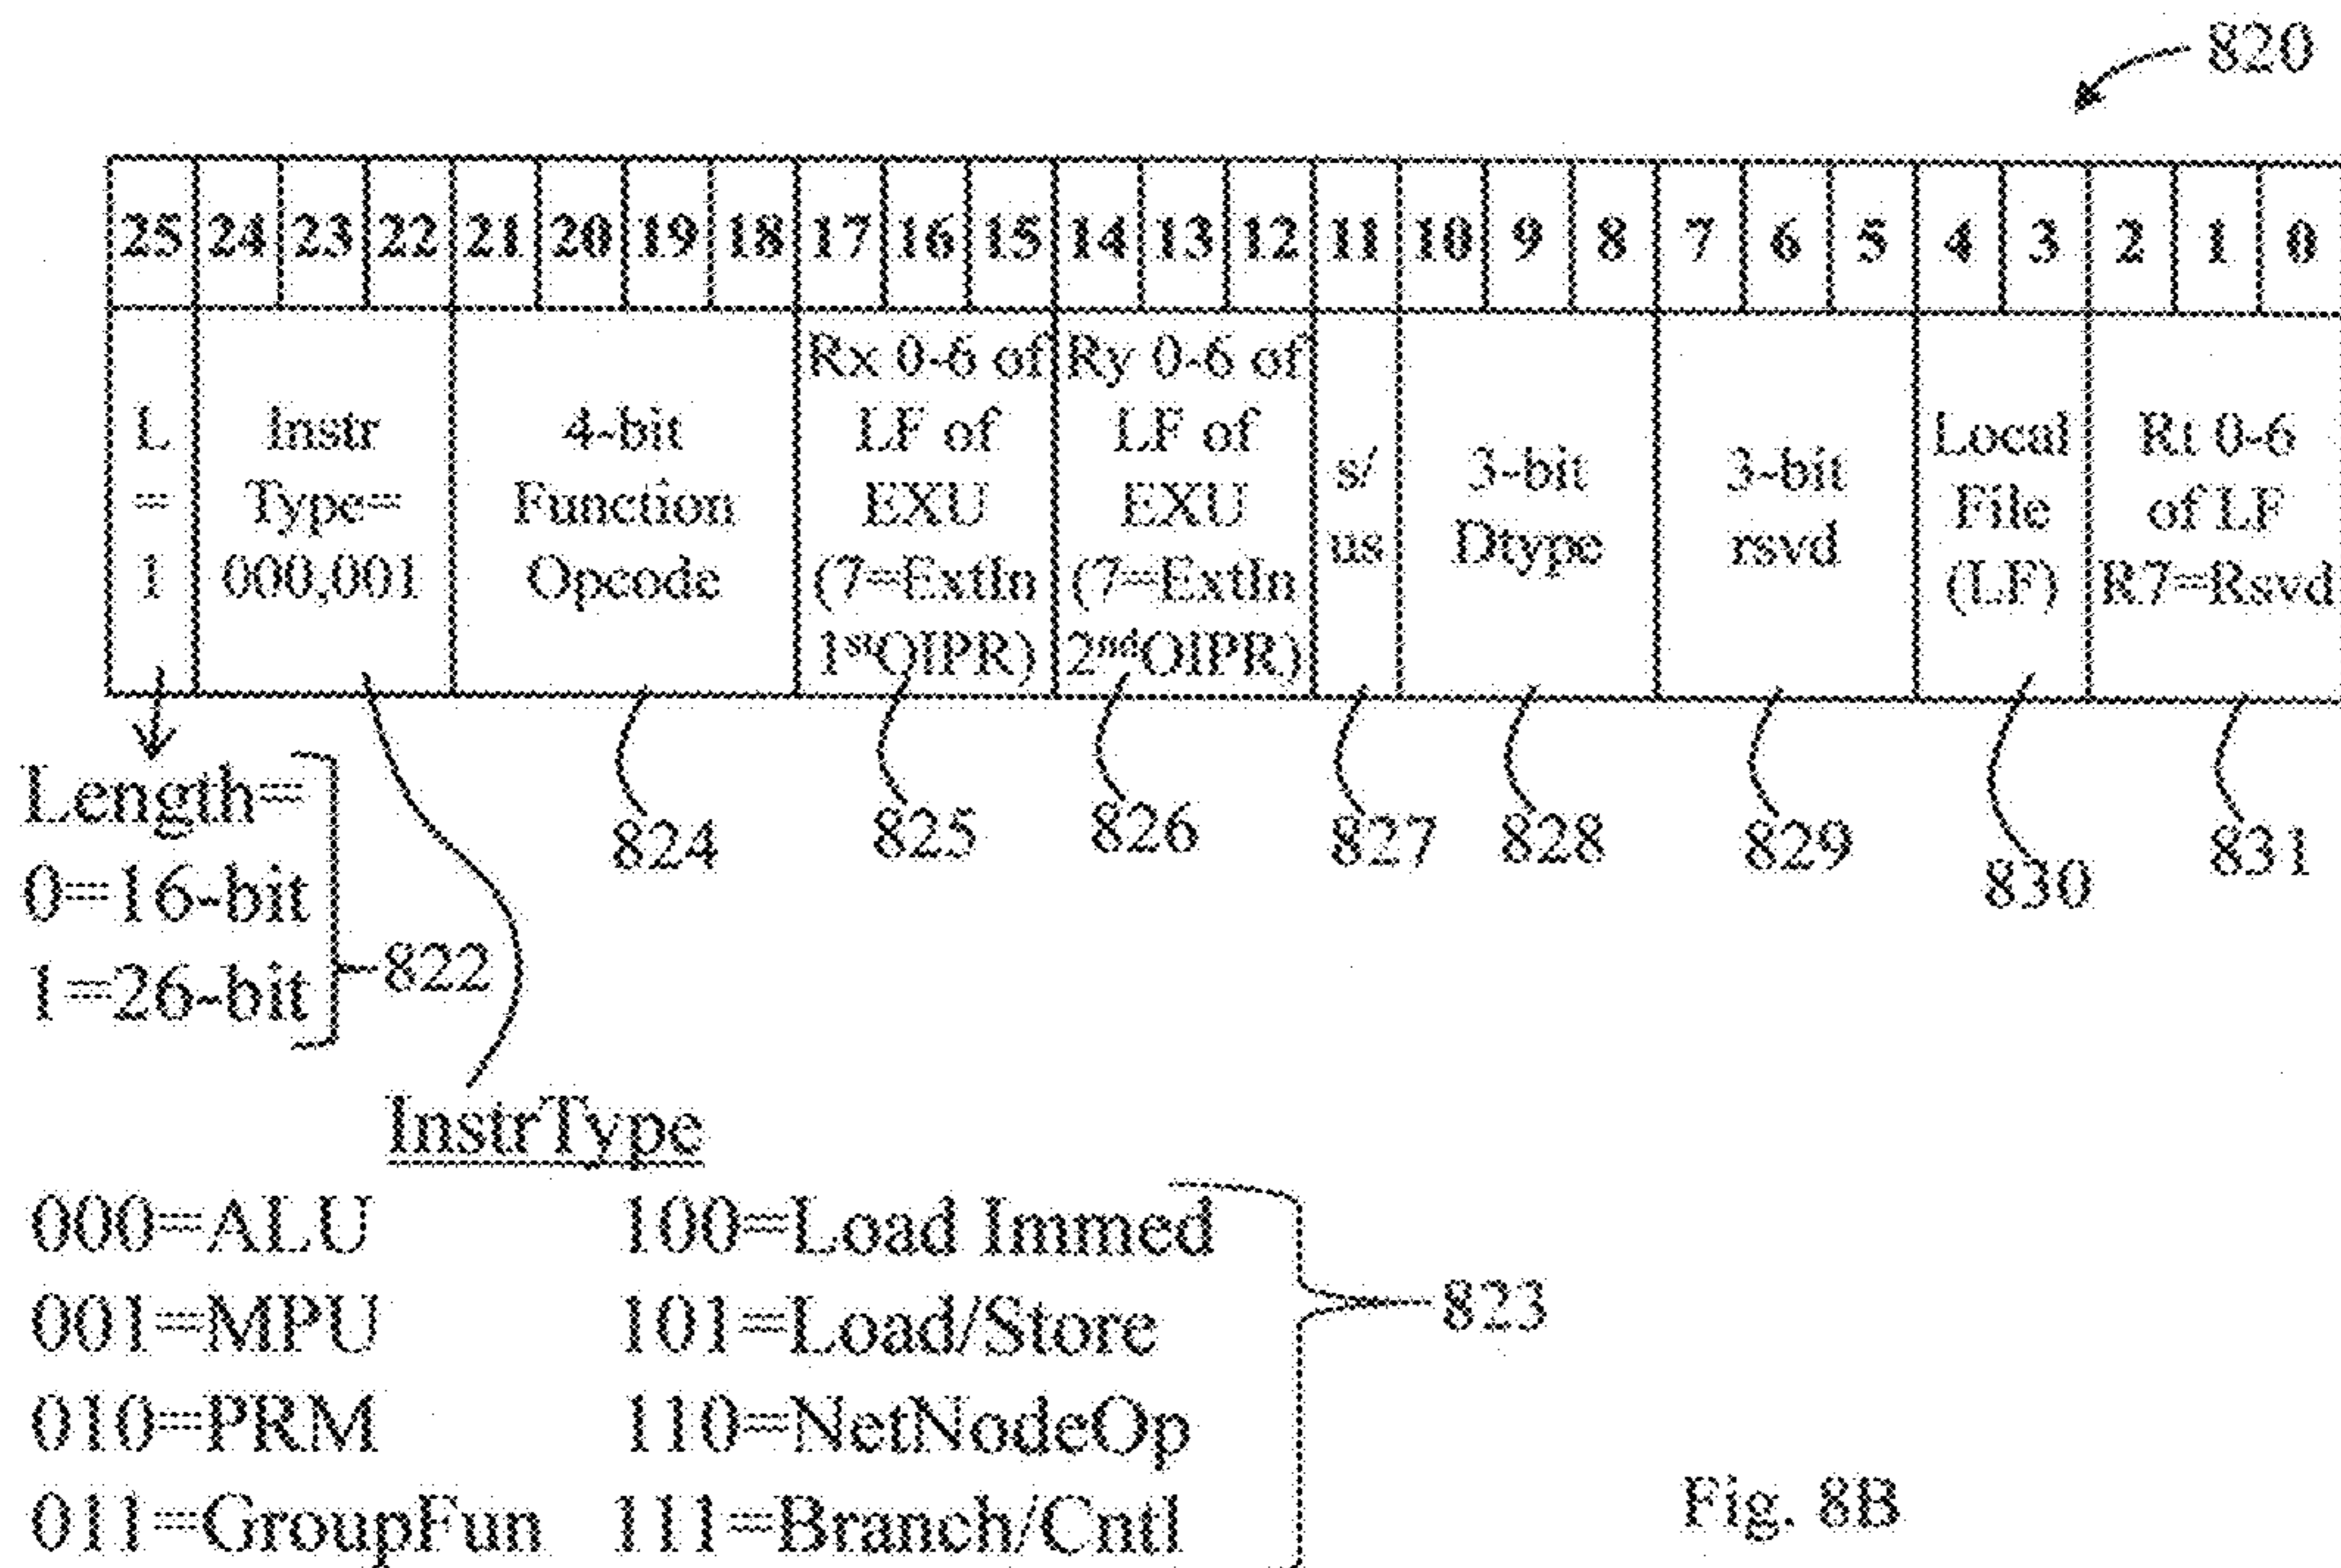 820
25 24 23 22 21 20 19 18 17 16 15 14 13 12 11 10 9 8 7 6 5 4 3 2 1 0
L
=
1
Instr
Type=
000,001
4-bit
Function
Opcode
Rx 0-6 of
LF of
EXU
(7=ExtIn
1stOIPR)
Ry 0-6 of
LF of
EXU
(7=ExtIn
2ndOIPR)
s/
us
3-bit
Dtype
3-bit
rsvd
Local
File
(LF)
Rt 0-6
of LF
R7=Rsvd
Length=
0=16-bit
1=26-bit
822
824
825
826
827
828
829
830
831
InstrType
000=ALU 100=Load Immed
001=MPU 101=Load/Store
010=PRM 110=NetNodeOp
011=GroupFun 111=Branch/Cntl
823
Fig. 8B